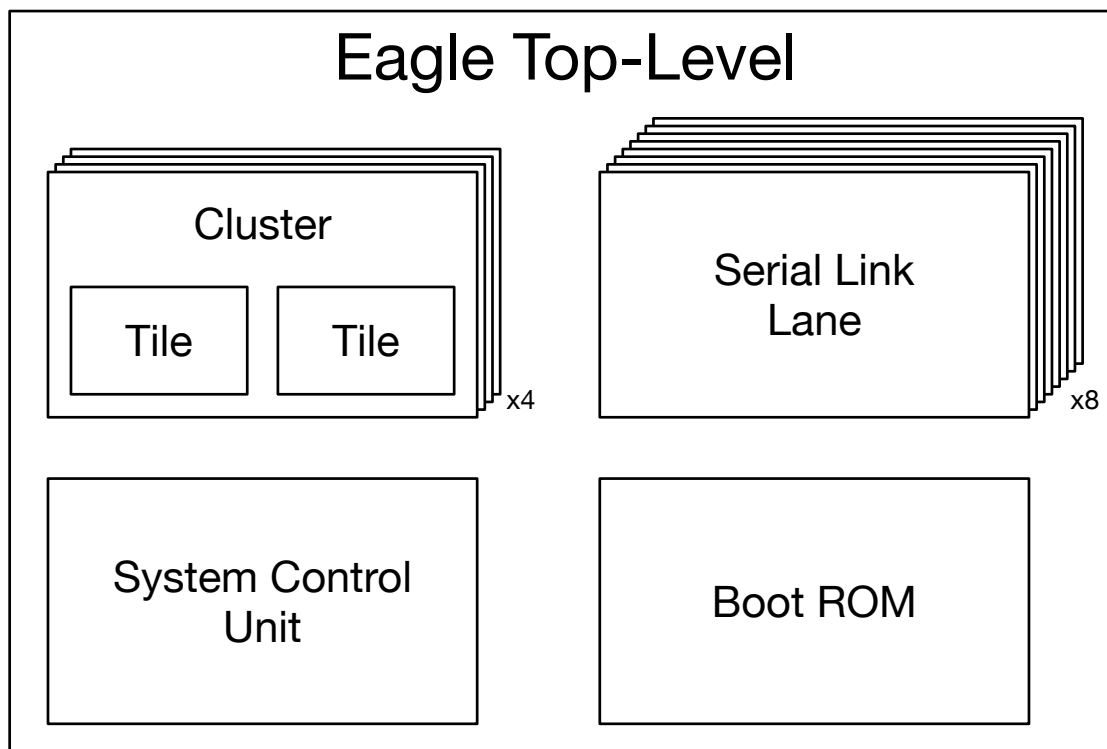 Eagle Top-Level
Cluster
Tile
Tile
x4
Serial Link
Lane
x8
System Control
Unit
Boot ROM